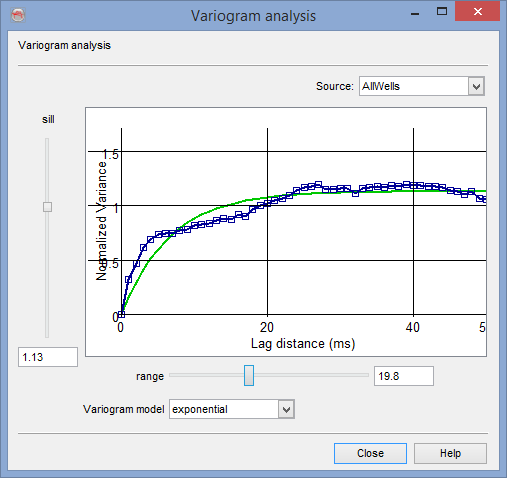 Variogram analysis
Variogram analysis
Source: AllWells
sill
1.5
1
0.5
0
Normalized Variance
0 20 40 5
Lag distance (ms)
1.13
range 19.8
Variogram model exponential
Close Help